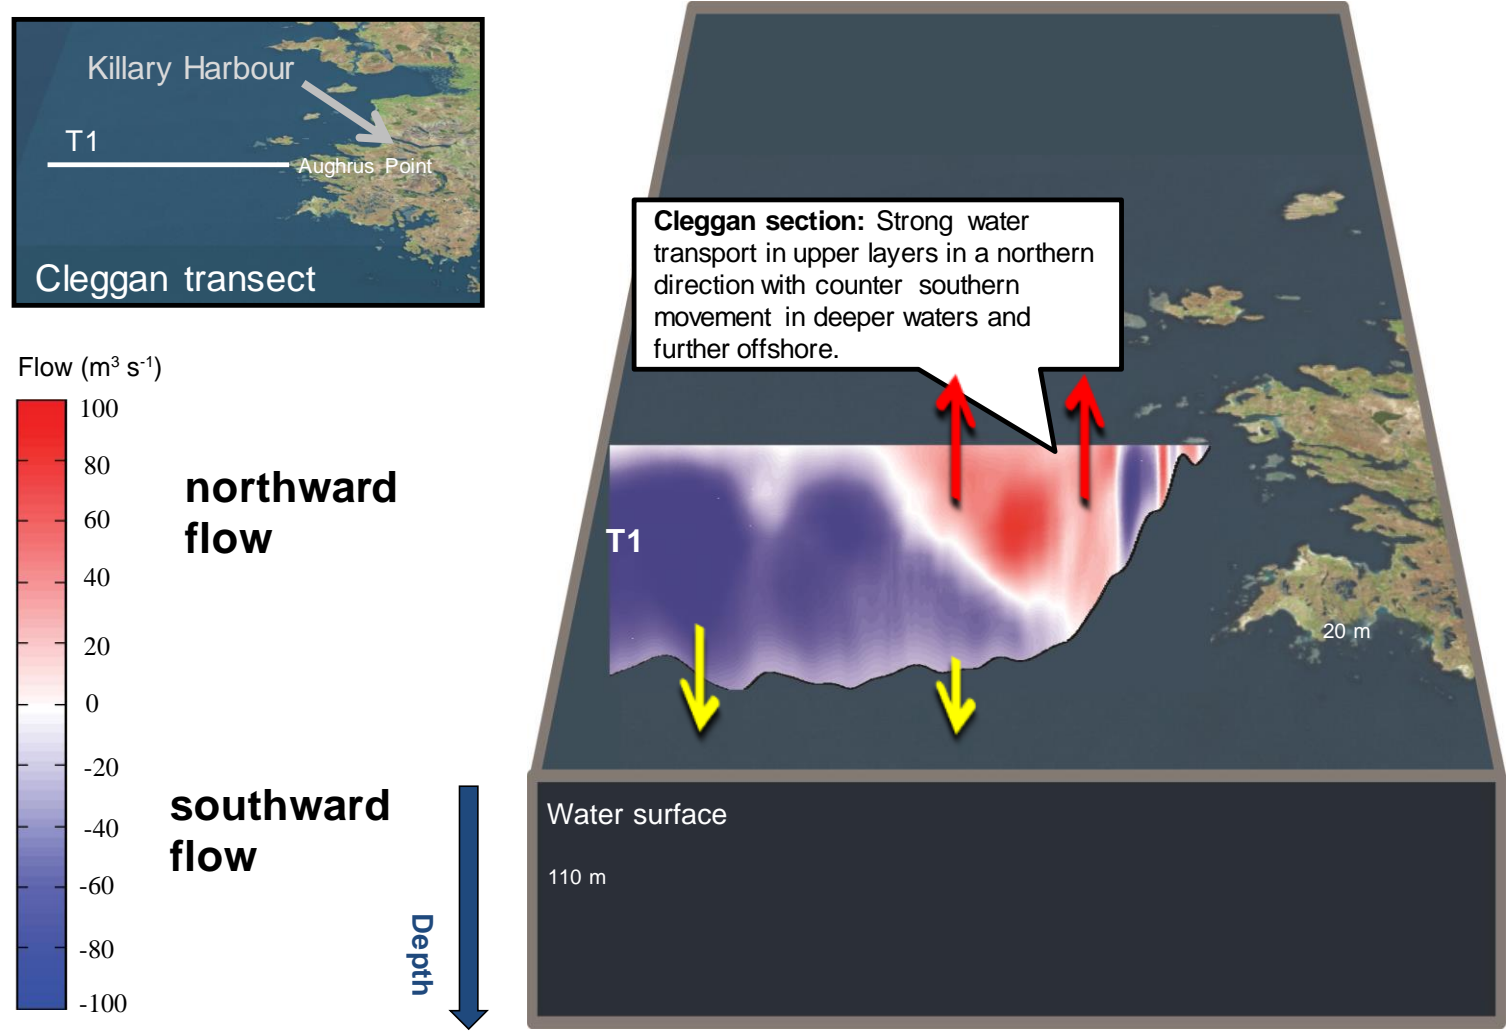 Killary Harbour
T1
Aughrus Point
Cleggan transect
Flow (m³ s⁻¹)
100
80
60
40
20
0
-20
-40
-60
-80
-100
northward
flow
southward
flow
Depth
Cleggan section: Strong water
transport in upper layers in a northern
direction with counter southern
movement in deeper waters and
further offshore.
T1
20 m
Water surface
110 m